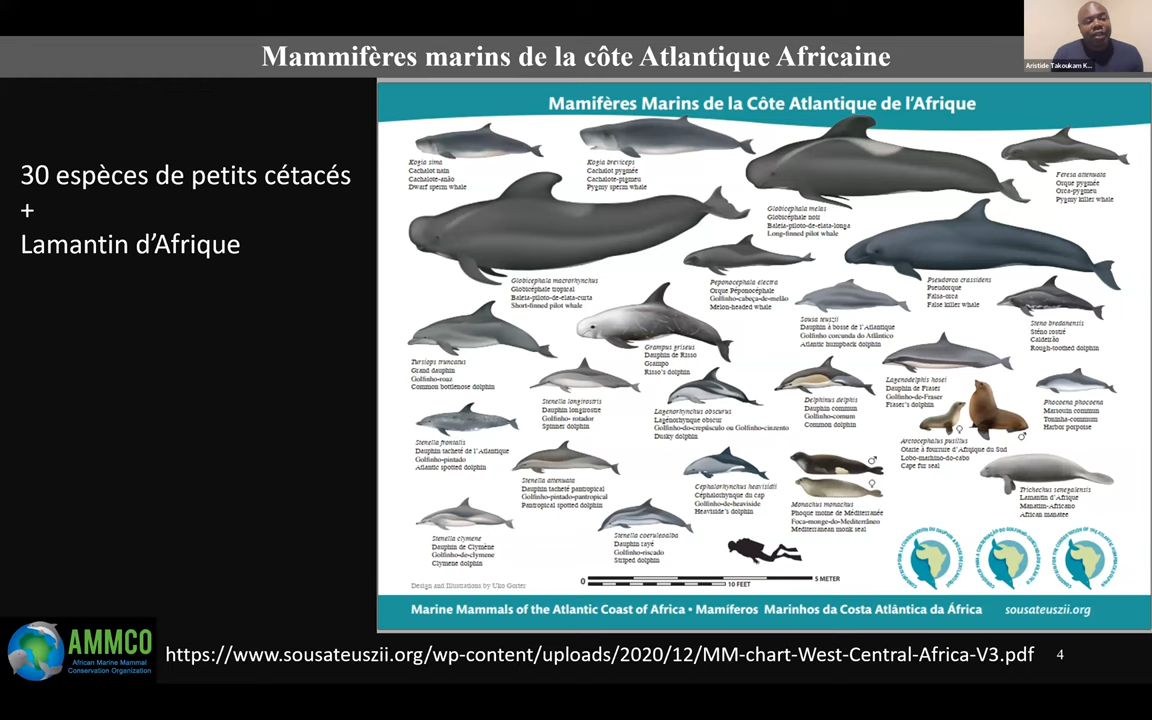 Mammifères marins de la côte Atlantique Africaine
Aristide Takoukam K...
30 espèces de petits cétacés
+
Lamantin d'Afrique
Mamifères Marins de la Côte Atlantique de l'Afrique
Kogia sima
Cachalot nain
Cachalote-anão
Dwarf sperm whale
Kogia breviceps
Cachalot pygmée
Cachalote-pigmeu
Pygmy sperm whale
Globicephala melas
Globicéphale noir
Baleia-piloto-de-elata-longa
Long-finned pilot whale
Feresa attenuata
Orque pygmée
Orca-pygmeu
Pygmy killer whale
Globicephala macrorhynchus
Globicéphale tropical
Baleia-piloto-de-elata-curta
Short-finned pilot whale
Peponocephala electra
Orque Péponocéphale
Golfinho-cabeça-de-melão
Melon-headed whale
Pseudorca crassidens
Pseudorque
Falsa-orca
False killer whale
Tursiops truncatus
Grand dauphin
Golfinho-roaz
Common bottlenose dolphin
Grampus griseus
Dauphin de Risso
Grampo
Risso's dolphin
Sousa teuszii
Dauphin à bosse de l'Atlantique
Golfinho corcunda do Atlântico
Atlantic humpback dolphin
Steno bredanensis
Sténo rostré
Caldeirão
Rough-toothed dolphin
Stenella longirostris
Dauphin longirostre
Golfinho- rotador
Spinner dolphin
Lagenorhynchus obscurus
Lagénorhynque obscur
Golfinho-do-crepúsculo ou Golfinho-cinzento
Dusky dolphin
Delphinus delphis
Dauphin commun
Golfinho-comum
Common dolphin
Lagenodelphis hosei
Dauphin de Fraser
Golfinho-de-Fraser
Fraser's dolphin
Phocoena phocoena
Marsouin commun
Toninha-commum
Harbor porpoise
Stenella frontalis
Dauphin tacheté de l'Atlantique
Golfinho-pintado
Atlantic spotted dolphin
Stenella attenuata
Dauphin tacheté pantropical
Golfinho-pintado-pantropical
Pantropical spotted dolphin
Cephalorhynchus heavisidii
Céphalorhynque du cap
Golfinho-de-heaviside
Heaviside's dolphin
Arctocephalus pusillus
Otarie à fourrure d'Afrique du Sud
Lobo-marinho-do-cabo
Cape fur seal
Monachus monachus
Phoque moine de Méditerranée
Foca-monge-do-Mediterrâneo
Mediterranean monk seal
Trichechus senegalensis
Lamantin d'Afrique
Manatim-Africano
African manatee
Stenella clymene
Dauphin de Clyméne
Golfinho-de-clymene
Clymene dolphin
Stenella coeruleoalba
Dauphin rayé
Golfinho-riscado
Striped dolphin
Design and Illustrations by Uko Gorter
0 5 METER
10 FEET
Marine Mammals of the Atlantic Coast of Africa • Mamíferos Marinhos da Costa Atlântica da África sousateuszii.org
AMMCO
African Marine Mammal
Conservation Organization
https://www.sousateuszii.org/wp-content/uploads/2020/12/MM-chart-West-Central-Africa-V3.pdf
4